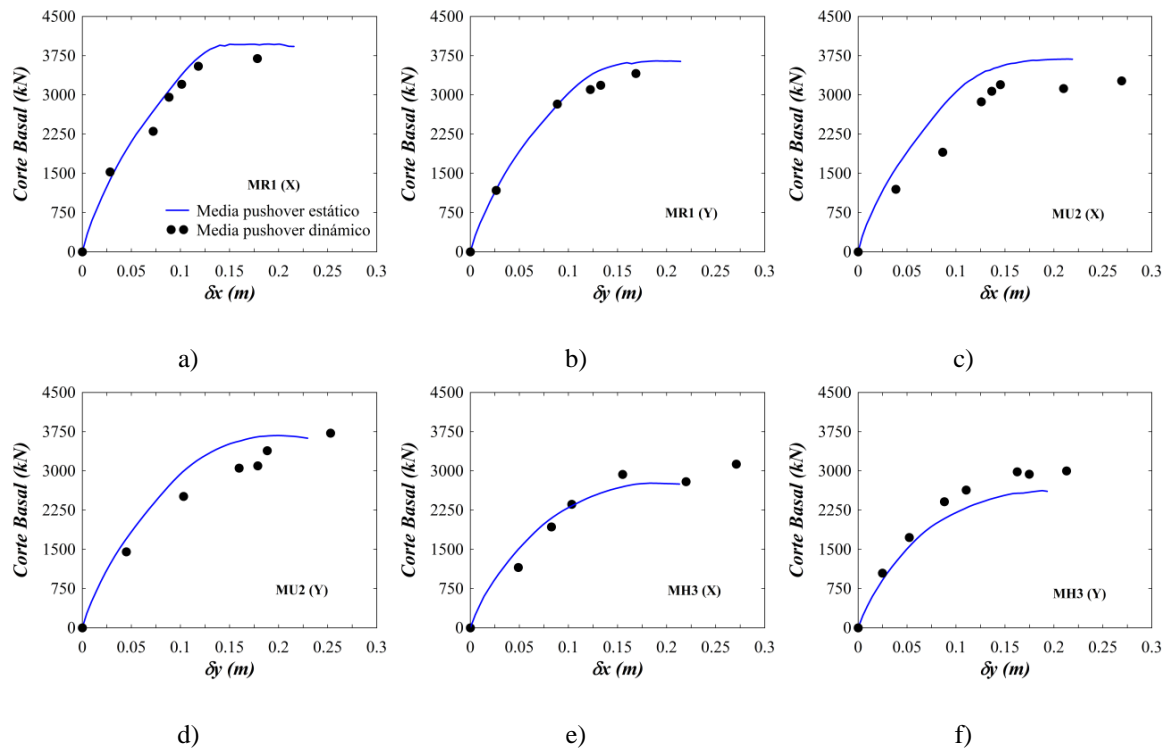 4500
3750
3000
2250
1500
750
0
Corte Basal (kN)
MR1 (X)
Media pushover estático
Media pushover dinámico
0 0.05 0.1 0.15 0.2 0.25 0.3
δx (m)
a)
4500
3750
3000
2250
1500
750
0
Corte Basal (kN)
MR1 (Y)
0 0.05 0.1 0.15 0.2 0.25 0.3
δy (m)
b)
4500
3750
3000
2250
1500
750
0
Corte Basal (kN)
MU2 (X)
0 0.05 0.1 0.15 0.2 0.25 0.3
δx (m)
c)
4500
3750
3000
2250
1500
750
0
Corte Basal (kN)
MU2 (Y)
0 0.05 0.1 0.15 0.2 0.25 0.3
δy (m)
d)
4500
3750
3000
2250
1500
750
0
Corte Basal (kN)
MH3 (X)
0 0.05 0.1 0.15 0.2 0.25 0.3
δx (m)
e)
4500
3750
3000
2250
1500
750
0
Corte Basal (kN)
MH3 (Y)
0 0.05 0.1 0.15 0.2 0.25 0.3
δy (m)
f)